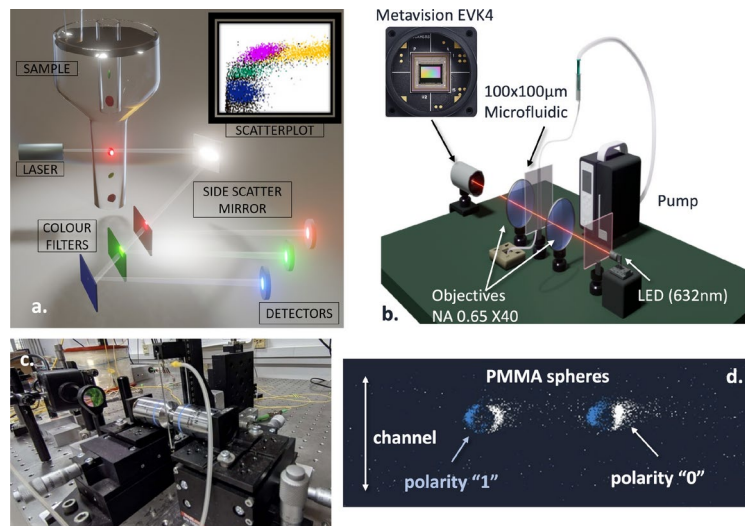 SAMPLE
SCATTERPLOT
LASER
SIDE SCATTER
MIRROR
COLOUR
FILTERS
DETECTORS
a.
Metavision EVK4
100x100μm
Microfluidic
Pump
Objectives
NA 0.65 X40
LED (632nm)
b.
c.
PMMA spheres
d.
channel
polarity “1”
polarity “0”